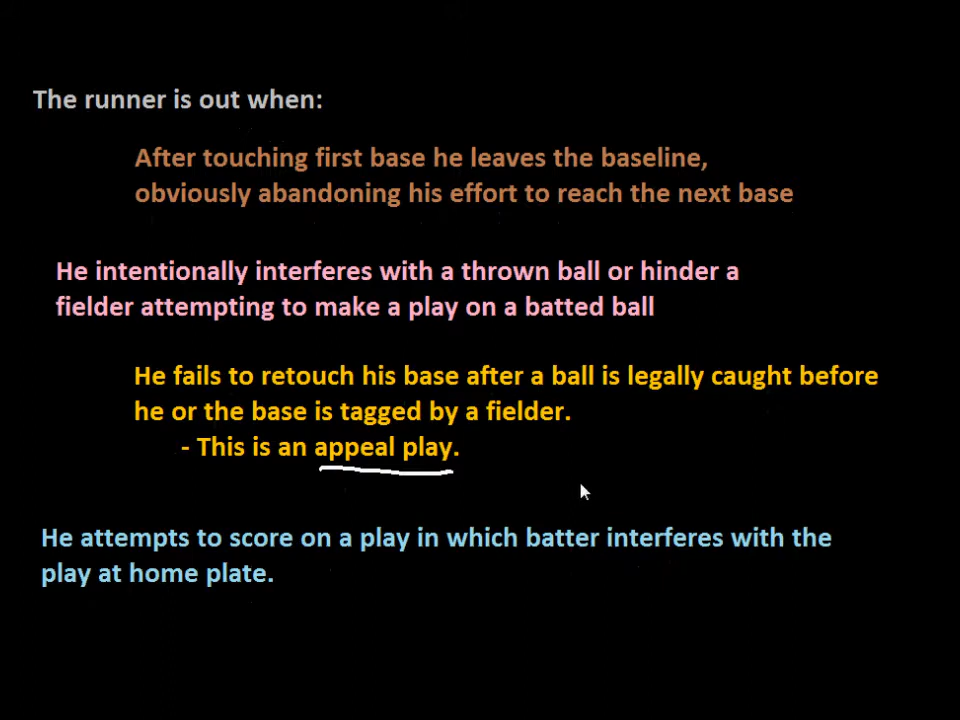 The runner is out when:
After touching first base he leaves the baseline,
obviously abandoning his effort to reach the next base
He intentionally interferes with a thrown ball or hinder a
fielder attempting to make a play on a batted ball
He fails to retouch his base after a ball is legally caught before
he or the base is tagged by a fielder.
- This is an appeal play.
He attempts to score on a play in which batter interferes with the
play at home plate.